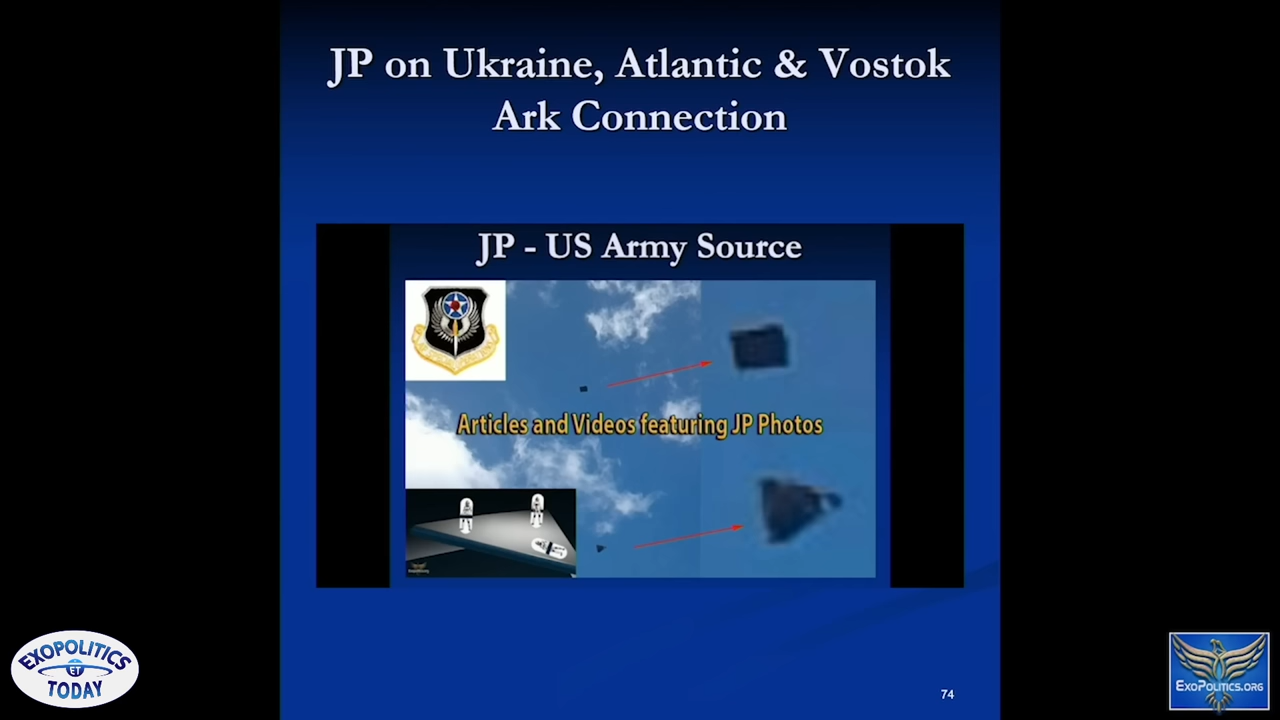 JP on Ukraine, Atlantic & Vostok
Ark Connection
JP - US Army Source
Articles and Videos featuring JP Photos
EXOPOLITICS
ET
TODAY
EXOPOLITICS.ORG
74